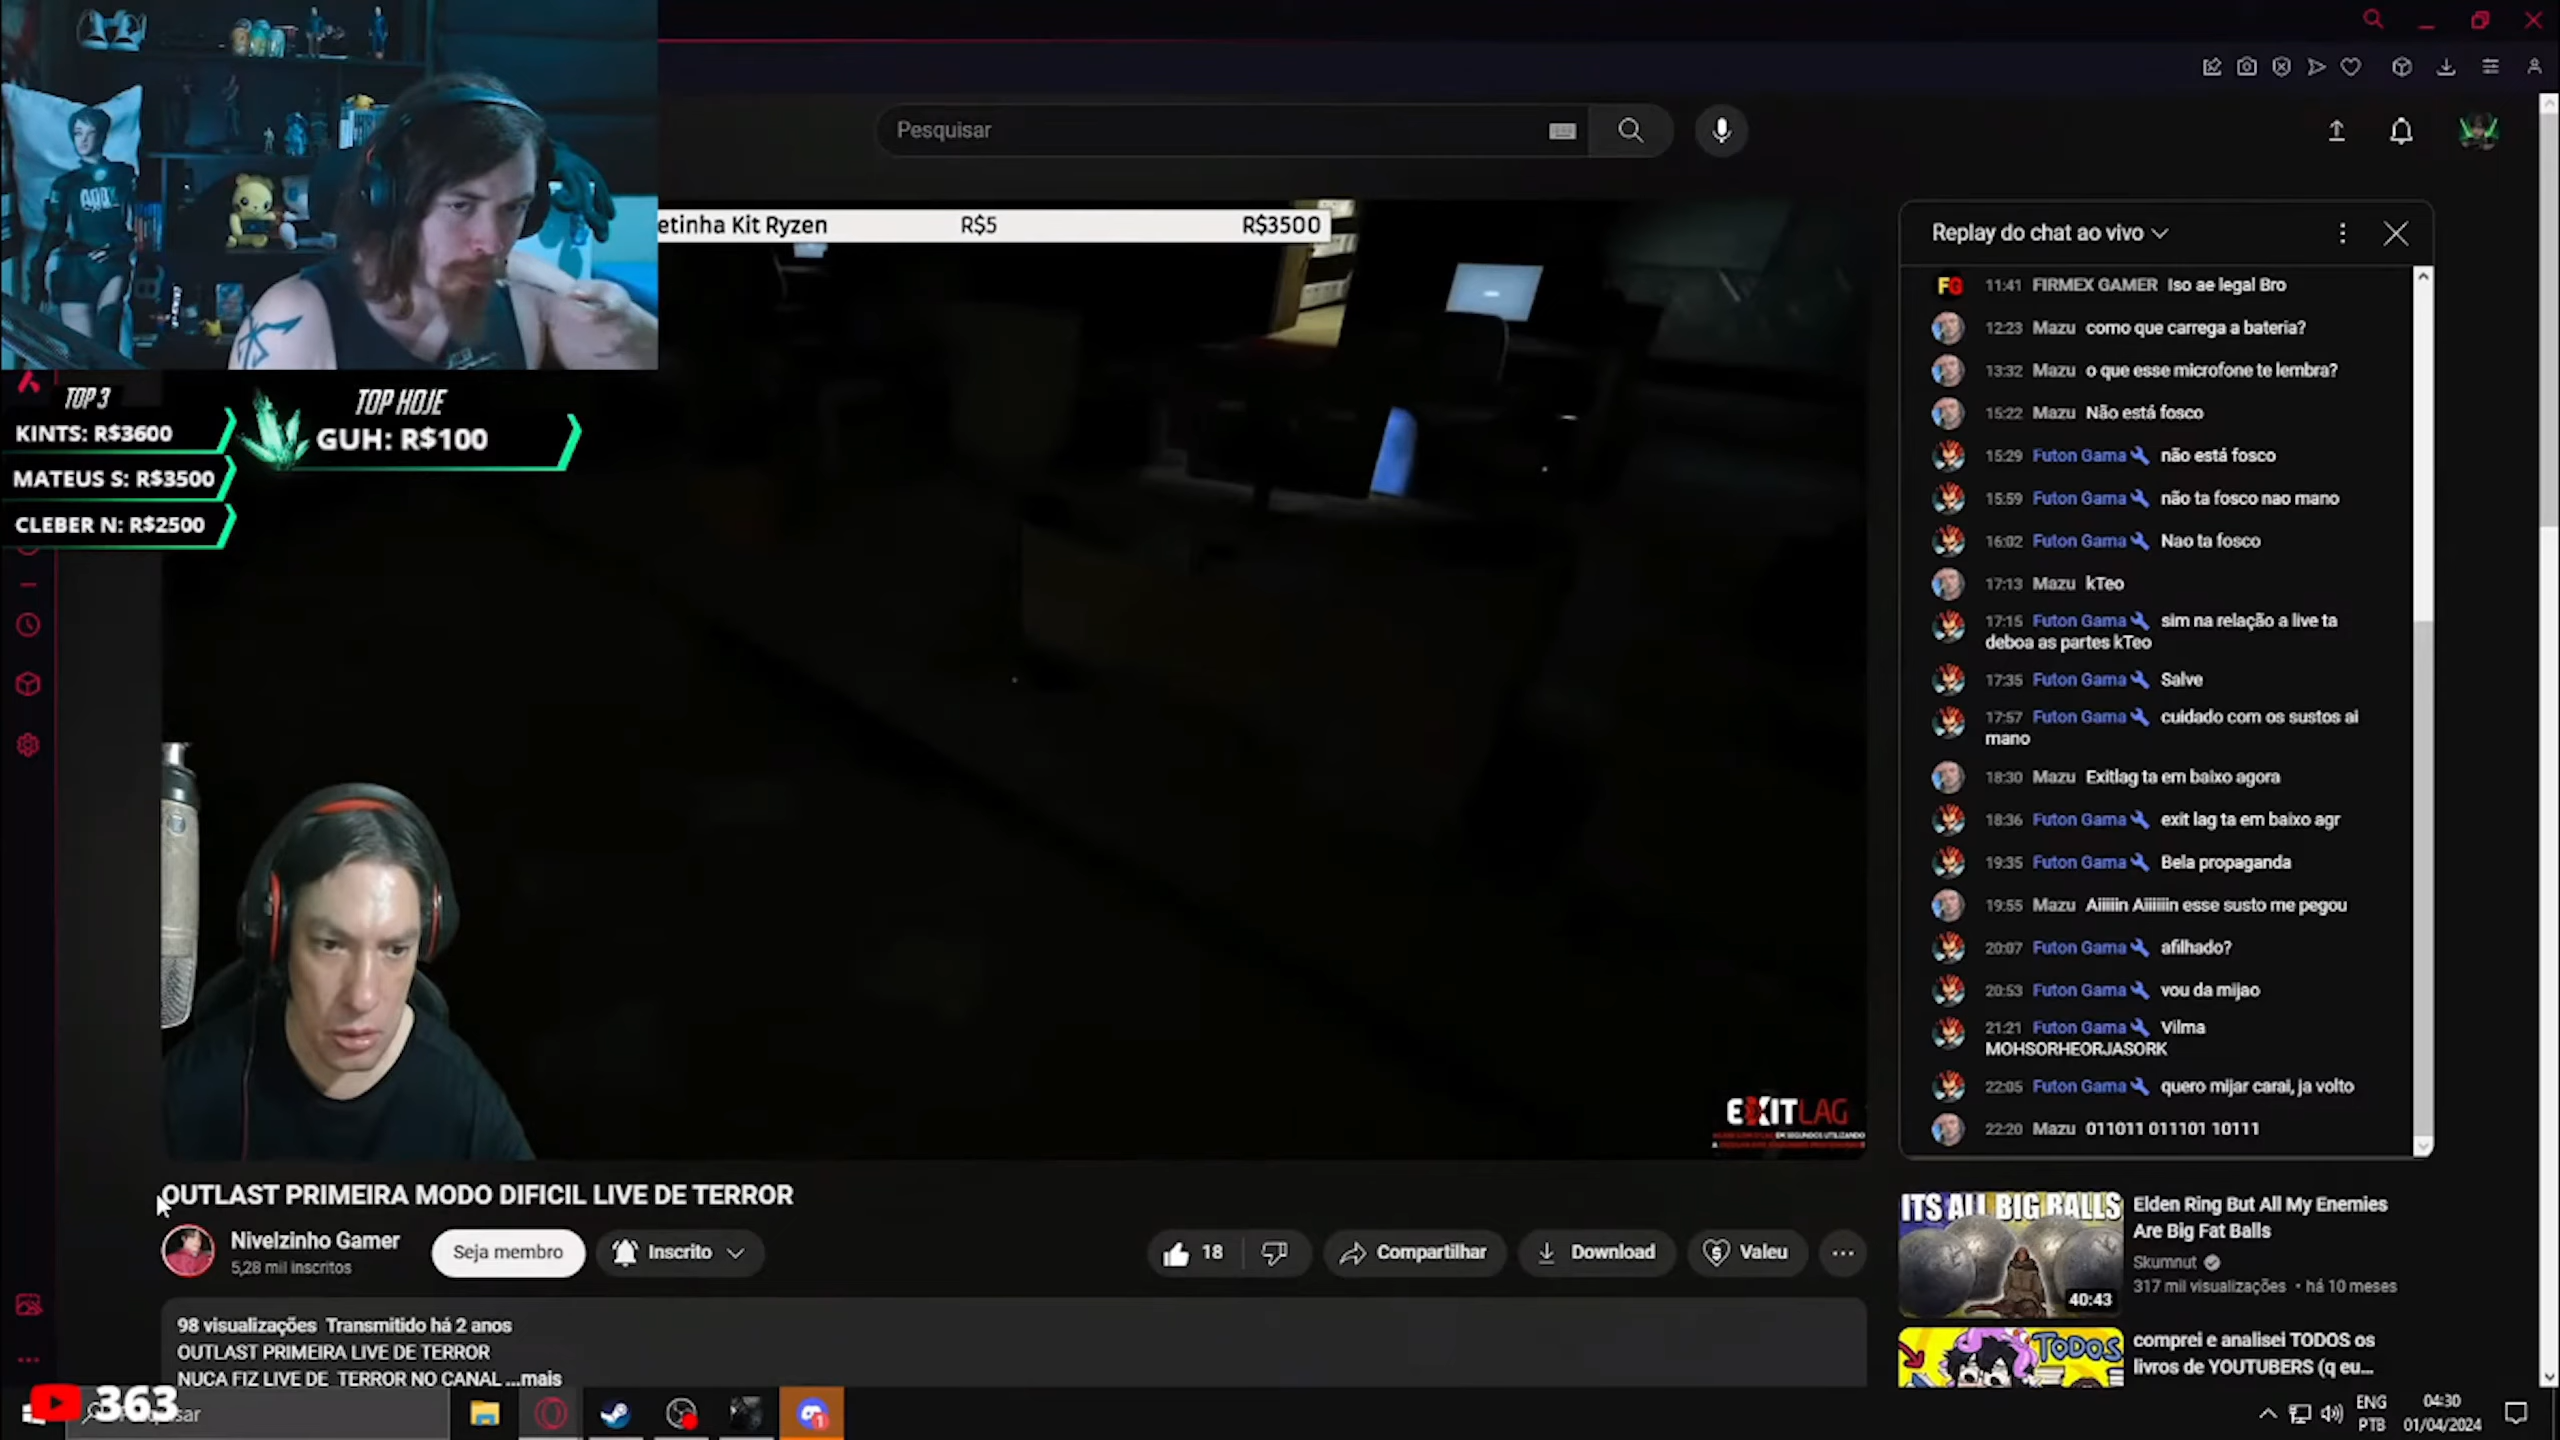 Pesquisar
etinha Kit Ryzen R$5 R$3500
TOP 3
KINTS: R$3600
MATEUS S: R$3500
CLEBER N: R$2500
TOP HOJE
GUH: R$100
Replay do chat ao vivo
FG 11:41 FIRMEX GAMER Iso ae legal Bro
12:23 Mazu como que carrega a bateria?
13:32 Mazu o que esse microfone te lembra?
15:22 Mazu Não está fosco
15:29 Futon Gama não está fosco
15:59 Futon Gama não ta fosco nao mano
16:02 Futon Gama Nao ta fosco
17:13 Mazu kTeo
17:15 Futon Gama sim na relação a live ta
deboa as partes kTeo
17:35 Futon Gama Salve
17:57 Futon Gama cuidado com os sustos ai
mano
18:30 Mazu Exitlag ta em baixo agora
18:36 Futon Gama exit lag ta em baixo agr
19:35 Futon Gama Bela propaganda
19:55 Mazu Aiiiiin Aiiiiiin esse susto me pegou
20:07 Futon Gama afilhado?
20:53 Futon Gama vou da mijao
21:21 Futon Gama Vilma
MOHSORHEORJASORK
22:05 Futon Gama quero mijar carai, ja volto
22:20 Mazu 011011 011101 10111
EXITLAG
OUTLAST PRIMEIRA MODO DIFICIL LIVE DE TERROR
Nivelzinho Gamer
5,28 mil inscritos
Seja membro
Inscrito
18
Compartilhar
Download
Valeu
98 visualizações Transmitido há 2 anos
OUTLAST PRIMEIRA LIVE DE TERROR
NUCA FIZ LIVE DE TERROR NO CANAL ...mais
ITS ALL BIG BALLS
40:43
Elden Ring But All My Enemies
Are Big Fat Balls
Skumnut
317 mil visualizações • há 10 meses
TODOS
comprei e analisei TODOS os
livros de YOUTUBERS (q eu...
363
sar
1
ENG
PTB
04:30
01/04/2024